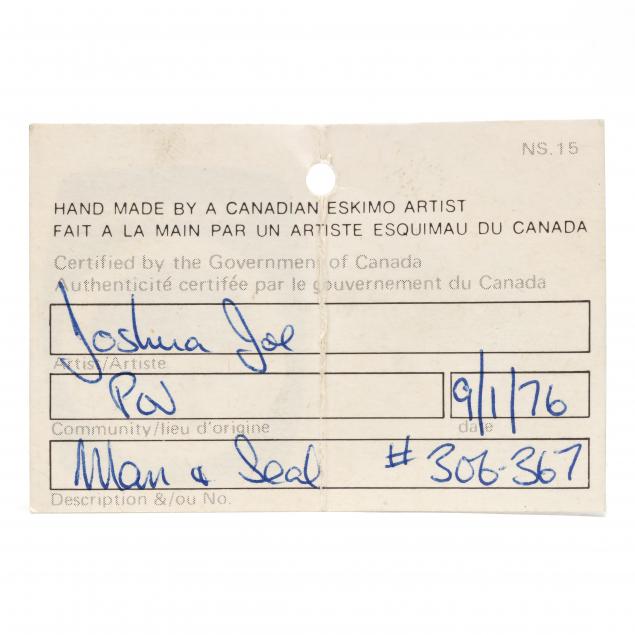 NS.15
HAND MADE BY A CANADIAN ESKIMO ARTIST
FAIT A LA MAIN PAR UN ARTISTE ESQUIMAU DU CANADA
Certified by the Government of Canada
Authenticité certifée par le gouvernement du Canada
Joshua Joe
Artist/Artiste
Pov 9/1/76
Community/lieu d'origine date
Man & Seal # 306-367
Description &/ou No.